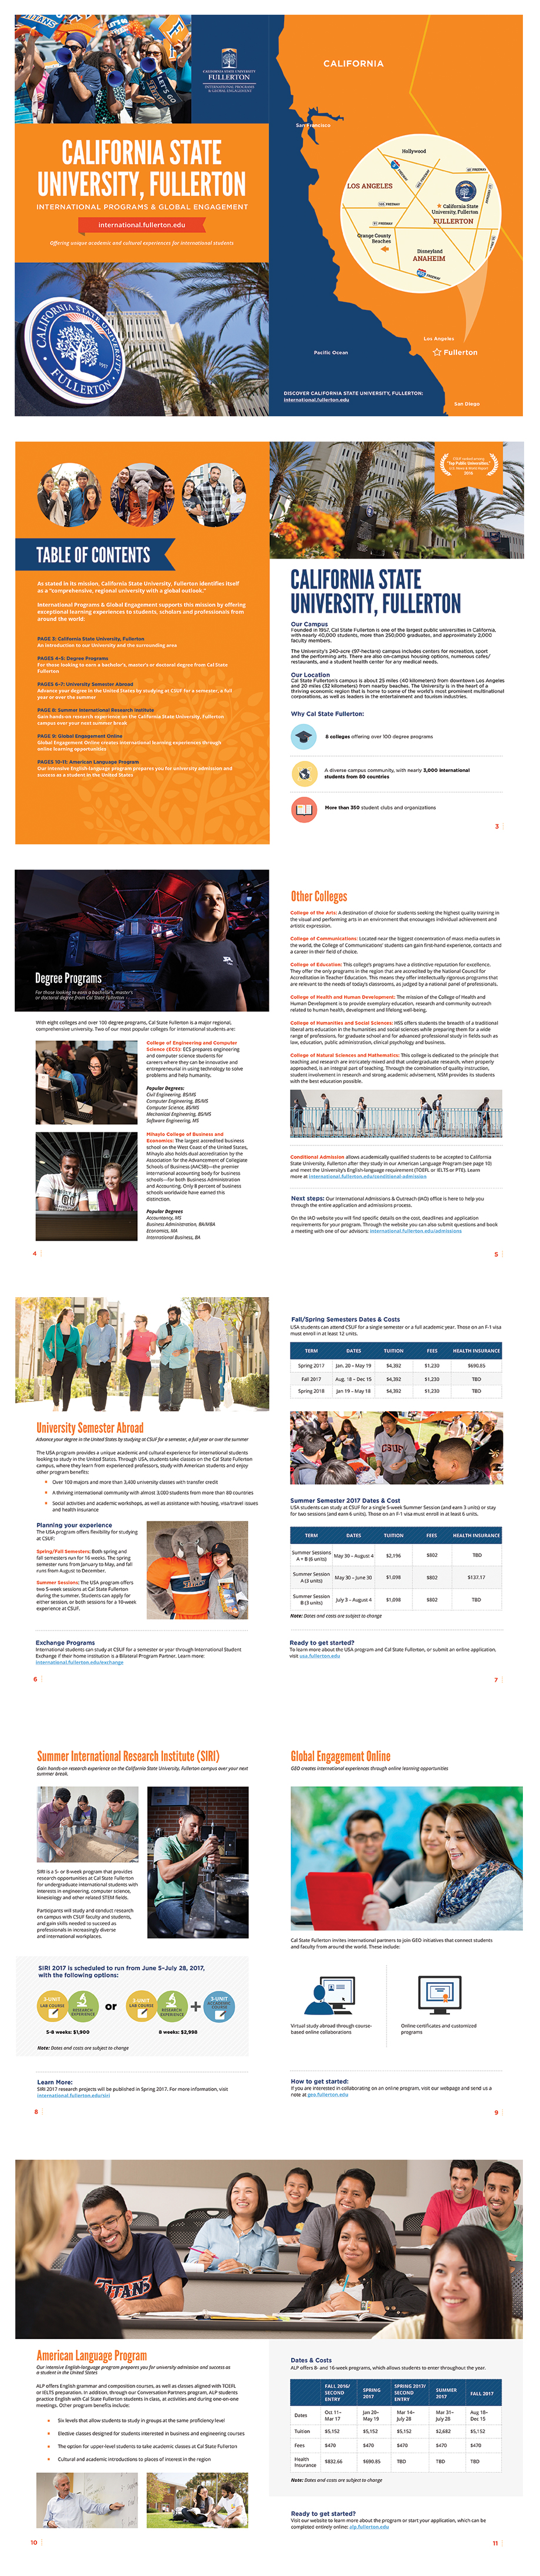 CALIFORNIA STATE UNIVERSITY
FULLERTON
INTERNATIONAL PROGRAMS
& GLOBAL ENGAGEMENT
CALIFORNIA STATE
UNIVERSITY, FULLERTON
INTERNATIONAL PROGRAMS & GLOBAL ENGAGEMENT
international.fullerton.edu
Offering unique academic and cultural experiences for international students
CALIFORNIA
San Francisco
Hollywood
LOS ANGELES
California State
University, Fullerton
FULLERTON
Orange County
Beaches
Disneyland
ANAHEIM
Los Angeles
Pacific Ocean
Fullerton
DISCOVER CALIFORNIA STATE UNIVERSITY, FULLERTON:
international.fullerton.edu
San Diego
TABLE OF CONTENTS
As stated in its mission, California State University, Fullerton identifies itself
as a "comprehensive, regional university with a global outlook."
International Programs & Global Engagement supports this mission by offering
exceptional learning experiences to students, scholars and professionals from
around the world:
PAGE 3: California State University, Fullerton
An introduction to our University and the surrounding area
PAGES 4-5: Degree Programs
For those looking to earn a bachelor's, master's or doctoral degree from Cal State
Fullerton
PAGES 6-7: University Semester Abroad
Advance your degree in the United States by studying at CSUF for a semester, a full
year or over the summer
PAGE 8: Summer International Research Institute
Gain hands-on research experience on the California State University, Fullerton
campus over your next summer break
PAGE 9: Global Engagement Online
Global Engagement Online creates international learning experiences through
online learning opportunities
PAGES 10-11: American Language Program
Our intensive English-language program prepares you for university admission and
success as a student in the United States
"Top Public Universities,"
2016
CALIFORNIA STATE
UNIVERSITY, FULLERTON
Our Campus
Founded in 1957, Cal State Fullerton is one of the largest public universities in California,
with nearly 40,000 students, more than 250,000 graduates, and approximately 2,000
faculty members.
The University's 240-acre (97-hectare) campus includes centers for recreation, sport
and the performing arts. There are also on-campus housing options, numerous cafes/
restaurants, and a student health center for any medical needs.
Our Location
Cal State Fullerton's campus is about 25 miles (40 kilometers) from downtown Los Angeles
and 20 miles (32 kilometers) from nearby beaches. The University is in the heart of a
thriving economic region that is home to some of the world's most prominent multinational
corporations, as well as leaders in the entertainment and tourism industries.
Why Cal State Fullerton:
8 colleges offering over 100 degree programs
A diverse campus community, with nearly 3,000 international
students from 80 countries
More than 350 student clubs and organizations
3
Degree Programs
For those looking to earn a bachelor's, master's
or doctoral degree from Cal State Fullerton
With eight colleges and over 100 degree programs, Cal State Fullerton is a major regional,
comprehensive university. Two of our most popular colleges for international students are:
College of Engineering and Computer
Science (ECS): ECS prepares engineering
and computer science students for
careers where they can be innovative and
entrepreneurial in using technology to solve
problems and help humanity.
Popular Degrees:
Civil Engineering, BS/MS
Computer Engineering, BS/MS
Computer Science, BS/MS
Mechanical Engineering, BS/MS
Software Engineering, MS
Mihaylo College of Business and
Economics: The largest accredited business
school on the West Coast of the United States,
Mihaylo also holds dual accreditation by the
Association for the Advancement of Collegiate
Schools of Business (AACSB)—the premier
international accounting body for business
schools—for both Business Administration
and Accounting. Only 8 percent of business
schools worldwide have earned this
distinction.
Popular Degrees
Accountancy, MS
Business Administration, BA/MBA
Economics, MA
International Business, BA
4
Other Colleges
College of the Arts: A destination of choice for students seeking the highest quality training in
the visual and performing arts in an environment that encourages individual achievement and
artistic expression.
College of Communications: Located near the biggest concentration of mass media outlets in
the world, the College of Communications' students can gain first-hand experience, contacts and
a career in their field of choice.
College of Education: This college's programs have a distinctive reputation for excellence.
They offer the only programs in the region that are accredited by the National Council for
Accreditation in Teacher Education. They also offer intellectually rigorous programs that
are relevant to the needs of today's classrooms, as judged by a national panel of professionals.
College of Health and Human Development: The mission of the College of Health and
Human Development is to provide exemplary education, research and community outreach
related to human health, development and lifelong well-being.
College of Humanities and Social Sciences: HSS offers students the breadth of a traditional
liberal arts education in the humanities and social sciences while preparing them for a wide
range of professions, for graduate school and for advanced professional study in fields such as
law, education, public administration, clinical psychology and business.
College of Natural Sciences and Mathematics: This college is dedicated to the principle that
teaching and research are intricately mixed and that undergraduate research, when properly
approached, is an integral part of teaching. Through the combination of quality instruction,
student involvement in research and strong academic advisement, NSM provides its students
with the best education possible.
Conditional Admission allows academically qualified students to be accepted to California
State University, Fullerton after they study in our American Language Program (see page 10)
and meet the University's English-language requirement (TOEFL or IELTS or PTE). Learn
more at international.fullerton.edu/conditional-admission
Next steps: Our International Admissions & Outreach (IAO) office is here to help you
through the entire application and admissions process.
On the IAO website you will find specific details on the cost, deadlines and application
requirements for your program. Through the website you can also submit questions and book
a meeting with one of our advisors: international.fullerton.edu/admissions
5
University Semester Abroad
Advance your degree in the United States by studying at CSUF for a semester, a full year or over the summer
The USA program provides a unique academic and cultural experience for international students
looking to study in the United States. Through USA, students take classes on the Cal State Fullerton
campus, where they learn from experienced professors, study with American students and enjoy
other program benefits:
Over 100 majors and more than 3,400 university classes with transfer credit
A thriving international community with almost 3,000 students from more than 80 countries
Social activities and academic workshops, as well as assistance with housing, visa/travel issues
and health insurance
Planning your experience
The USA program offers flexibility for studying
at CSUF:
Spring/Fall Semesters: Both spring and
fall semesters run for 16 weeks. The spring
semester runs from January to May, and fall
runs from August to December.
Summer Sessions: The USA program offers
two 5-week sessions at Cal State Fullerton
during the summer. Students can apply for
either session, or both sessions for a 10-week
experience at CSUF.
Exchange Programs
International students can study at CSUF for a semester or year through International Student
Exchange if their home institution is a Bilateral Program Partner. Learn more:
international.fullerton.edu/exchange
6
Fall/Spring Semesters Dates & Costs
USA students can attend CSUF for a single semester or a full academic year. Those on an F-1 visa
must enroll in at least 12 units.
TERM DATES TUITION FEES HEALTH INSURANCE
Spring 2017 Jan. 20 – May 19 $4,392 $1,230 $690.65
Fall 2017 Aug. 18 – Dec 15 $4,392 $1,230 TBD
Spring 2018 Jan 19 – May 18 $4,392 $1,230 TBD
Summer Semester 2017 Dates & Cost
USA students can study at CSUF for a single 5-week Summer Session (and earn 3 units) or stay
for two sessions (and earn 6 units). Those on an F-1 visa must enroll in at least 6 units.
TERM DATES TUITION FEES HEALTH INSURANCE
Summer Sessions
A + B (6 units) May 30 – August 4 $2,196 $802 TBD
Summer Session
A (3 units) May 30 – June 30 $1,098 $802 $137.17
Summer Session
B (3 units) July 3 – August 4 $1,098 $802 TBD
Note: Dates and costs are subject to change
Ready to get started?
To learn more about the USA program and Cal State Fullerton, or submit an online application,
visit usa.fullerton.edu
7
Summer International Research Institute (SIRI)
Gain hands-on research experience on the California State University, Fullerton campus over your next
summer break.
SIRI is a 5- or 8-week program that provides
research opportunities at Cal State Fullerton
for undergraduate international students with
interests in engineering, computer science,
kinesiology and other related STEM fields.
Participants will study and conduct research
on campus with CSUF faculty and students,
and gain skills needed to succeed as
professionals in increasingly diverse
and international workplaces.
SIRI 2017 is scheduled to run from June 5–July 28, 2017,
with the following options:
3-UNIT
LAB COURSE
RESEARCH
EXPERIENCE
or
3-UNIT
LAB COURSE
RESEARCH
EXPERIENCE
+
3-UNIT
COURSE
5-8 weeks: $1,900
8 weeks: $2,998
Note: Dates and costs are subject to change
Learn More:
SIRI 2017 research projects will be published in Spring 2017. For more information, visit
international.fullerton.edu/siri
8
Global Engagement Online
GEO creates international experiences through online learning opportunities
Cal State Fullerton invites international partners to join GEO initiatives that connect students
and faculty from around the world. These include:
Virtual study abroad through course-
based online collaborations
Online certificates and customized
programs
How to get started:
If you are interested in collaborating on an online program, visit our webpage and send us a
note at geo.fullerton.edu
9
TITANS
American Language Program
Our intensive English-language program prepares you for university admission and success as
a student in the United States
ALP offers English grammar and composition courses, as well as classes aligned with TOEFL
or IELTS preparation. In addition, through our Conversation Partners program, ALP students
practice English with Cal State Fullerton students in class, at activities and during one-on-one
meetings. Other program benefits include:
Six levels that allow students to study in groups at the same proficiency level
Elective classes designed for students interested in business and engineering courses
The option for upper-level students to take academic classes at Cal State Fullerton
Cultural and academic introductions to places of interest in the region
10
Dates & Costs
ALP offers 8- and 16-week programs, which allows students to enter throughout the year.
FALL 2016/ SECOND ENTRY SPRING 2017 SPRING 2017/ SECOND ENTRY SUMMER 2017 FALL 2017
Dates Oct 11– Mar 17 Jan 20– May 19 Mar 14– July 28 Mar 31– July 28 Aug 18– Dec 15
Tuition $5,152 $5,152 $5,152 $2,682 $5,152
Fees $470 $470 $470 $470 $470
Health Insurance $832.66 $690.85 TBD TBD TBD
Note: Dates and costs are subject to change
Ready to get started?
Visit our website to learn more about the program or start your application, which can be
completed entirely online: alp.fullerton.edu
11